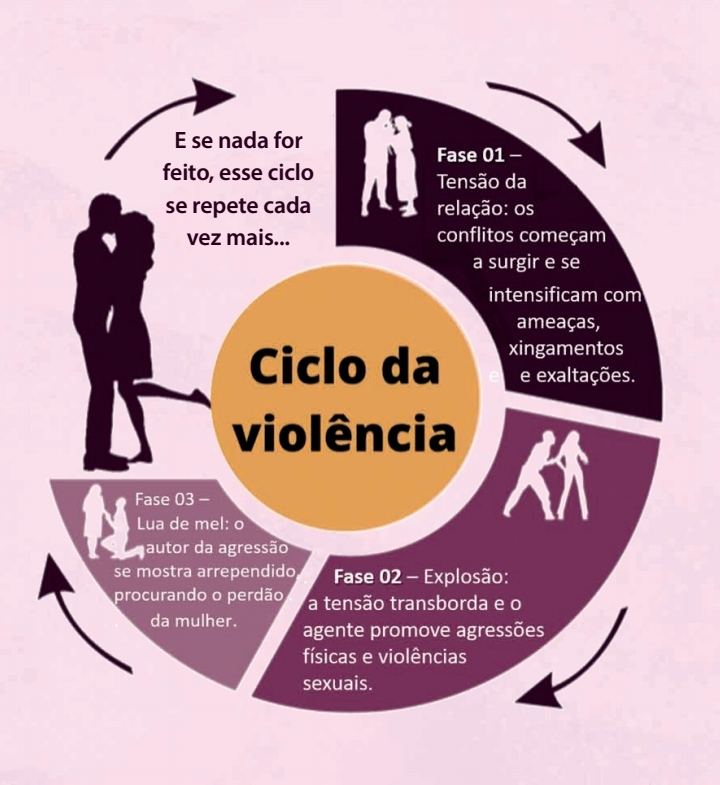 E se nada for
feito, esse ciclo
se repete cada
vez mais...
Fase 01 –
Tensão da
relação: os
conflitos começam
a surgir e se
intensificam com
ameaças,
xingamentos
e e exaltações.
Ciclo da
violência
Fase 02 – Explosão:
a tensão transborda e o
agente promove agressões
físicas e violências
sexuais.
Fase 03 –
Lua de mel: o
autor da agressão
se mostra arrependido,
procurando o perdão
da mulher.